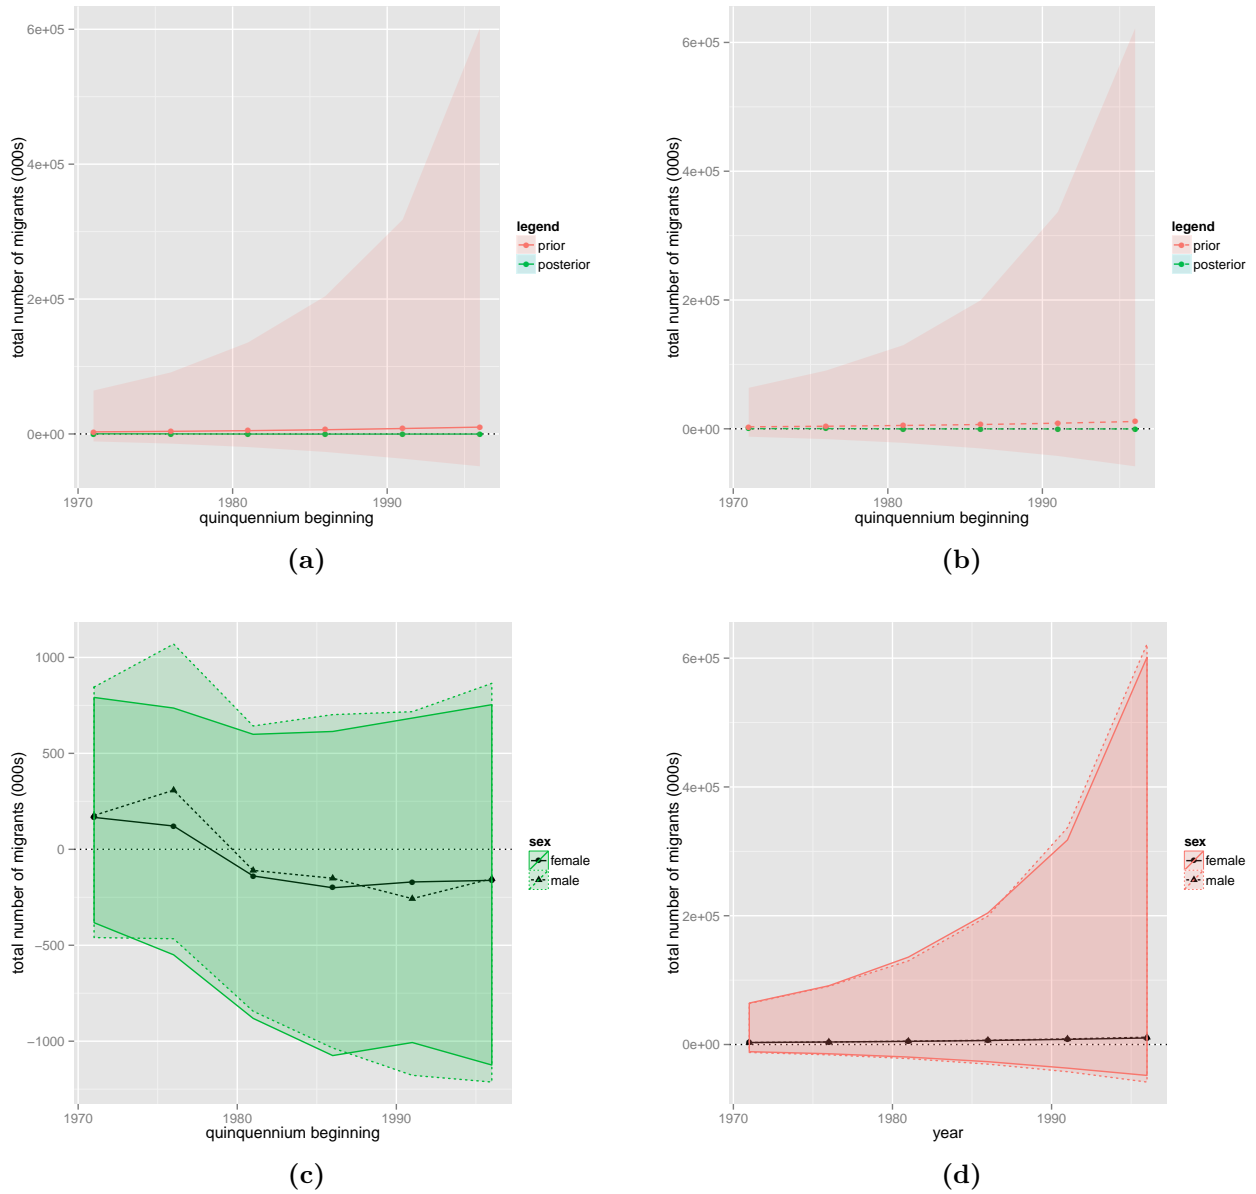 6e+05
4e+05
2e+05
0e+00
total number of migrants (000s)
1970
1980
1990
quinquennium beginning
legend
prior
posterior
(a)
6e+05
4e+05
2e+05
0e+00
total number of migrants (000s)
1970
1980
1990
quinquennium beginning
legend
prior
posterior
(b)
1000
500
0
−500
−1000
total number of migrants (000s)
1970
1980
1990
quinquennium beginning
sex
female
male
(c)
6e+05
4e+05
2e+05
0e+00
total number of migrants (000s)
1970
1980
1990
year
sex
female
male
(d)